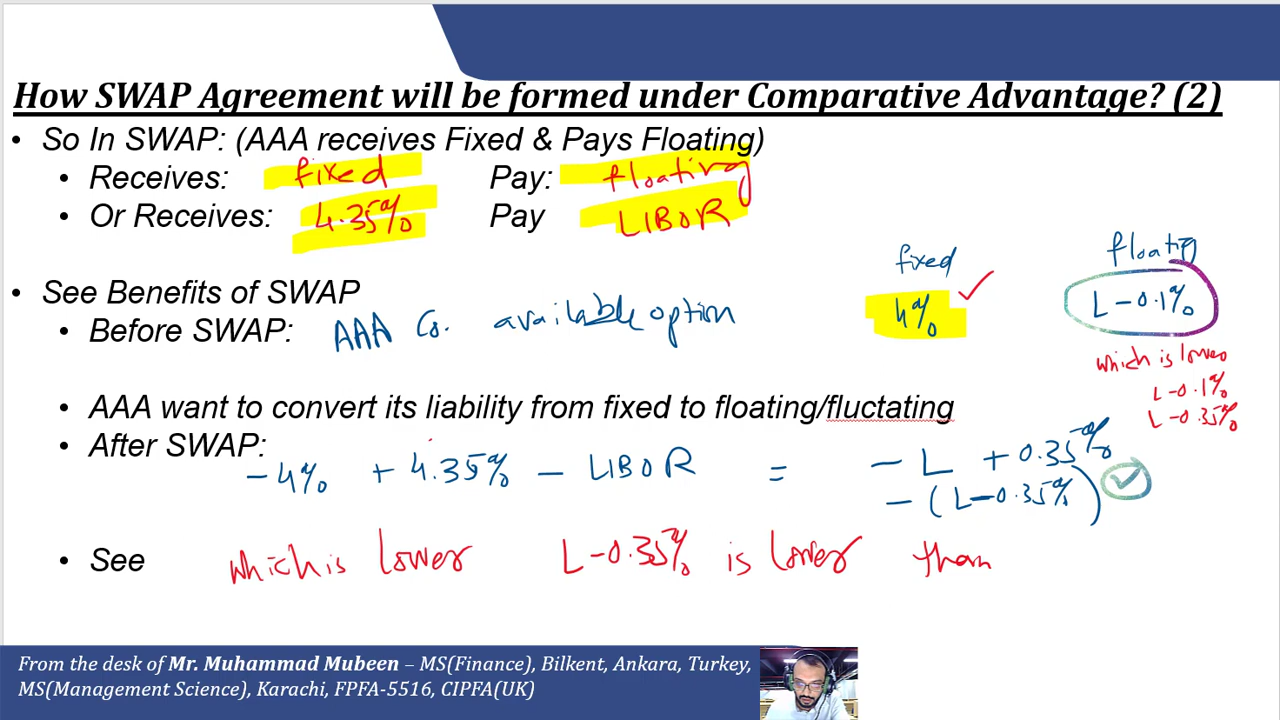 How SWAP Agreement will be formed under Comparative Advantage? (2)
• So In SWAP: (AAA receives Fixed & Pays Floating)
• Receives: fixed Pay: floating
• Or Receives: 4.35% Pay LIBOR
fixed floating
• See Benefits of SWAP
• Before SWAP: AAA Co. available option 4% L-0.1%
which is lower
L-0.1%
• AAA want to convert its liability from fixed to floating/fluctating
L-0.35%
• After SWAP:
-4% + 4.35% - LIBOR = - L + 0.35%
- (L-0.35%)
• See which is lower L-0.35% is lower than
From the desk of Mr. Muhammad Mubeen – MS(Finance), Bilkent, Ankara, Turkey,
MS(Management Science), Karachi, FPFA-5516, CIPFA(UK)